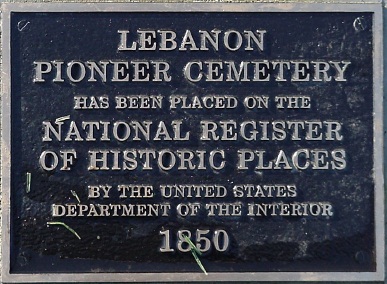 LEBANON
PIONEER CEMETERY
HAS BEEN PLACED ON THE
NATIONAL REGISTER
OF HISTORIC PLACES
BY THE UNITED STATES
DEPARTMENT OF THE INTERIOR
1850